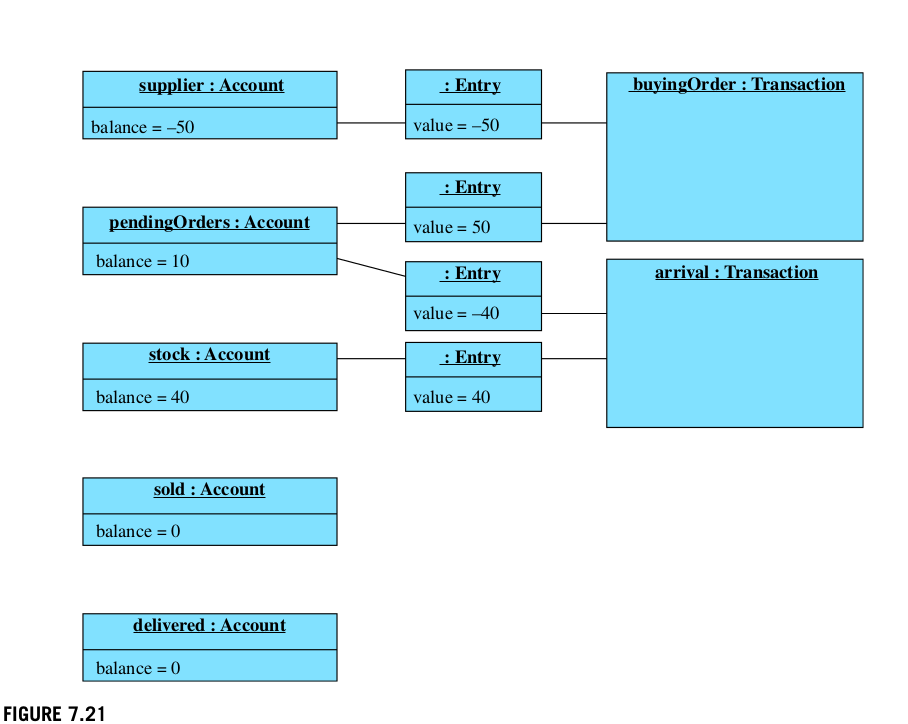 supplier : Account
balance = –50
: Entry
value = –50
buyingOrder : Transaction
: Entry
value = 50
pendingOrders : Account
balance = 10
: Entry
value = –40
arrival : Transaction
stock : Account
balance = 40
: Entry
value = 40
sold : Account
balance = 0
delivered : Account
balance = 0
FIGURE 7.21